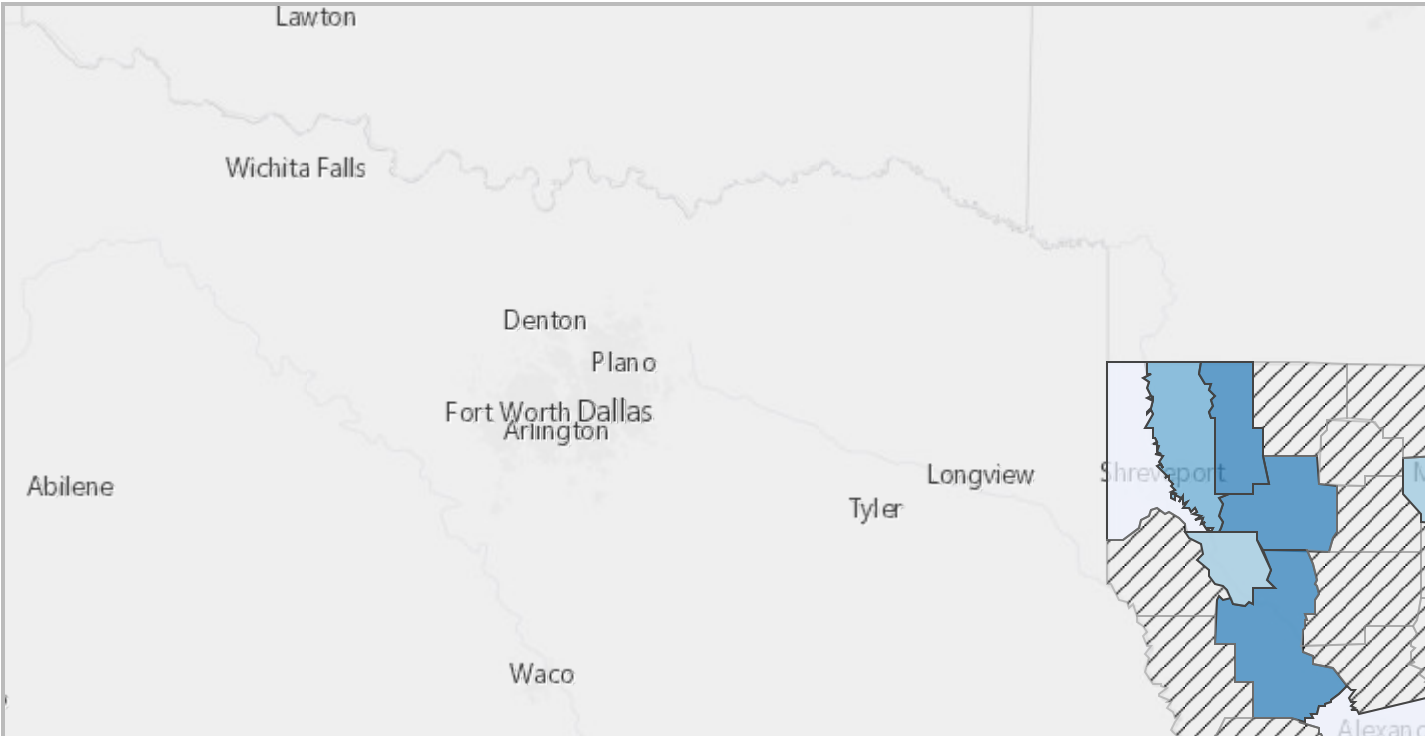 Lawton
Wichita Falls
Denton
Plano
Fort Worth Dallas
Arlington
Longview
Shreveport
Abilene
Tyler
Waco